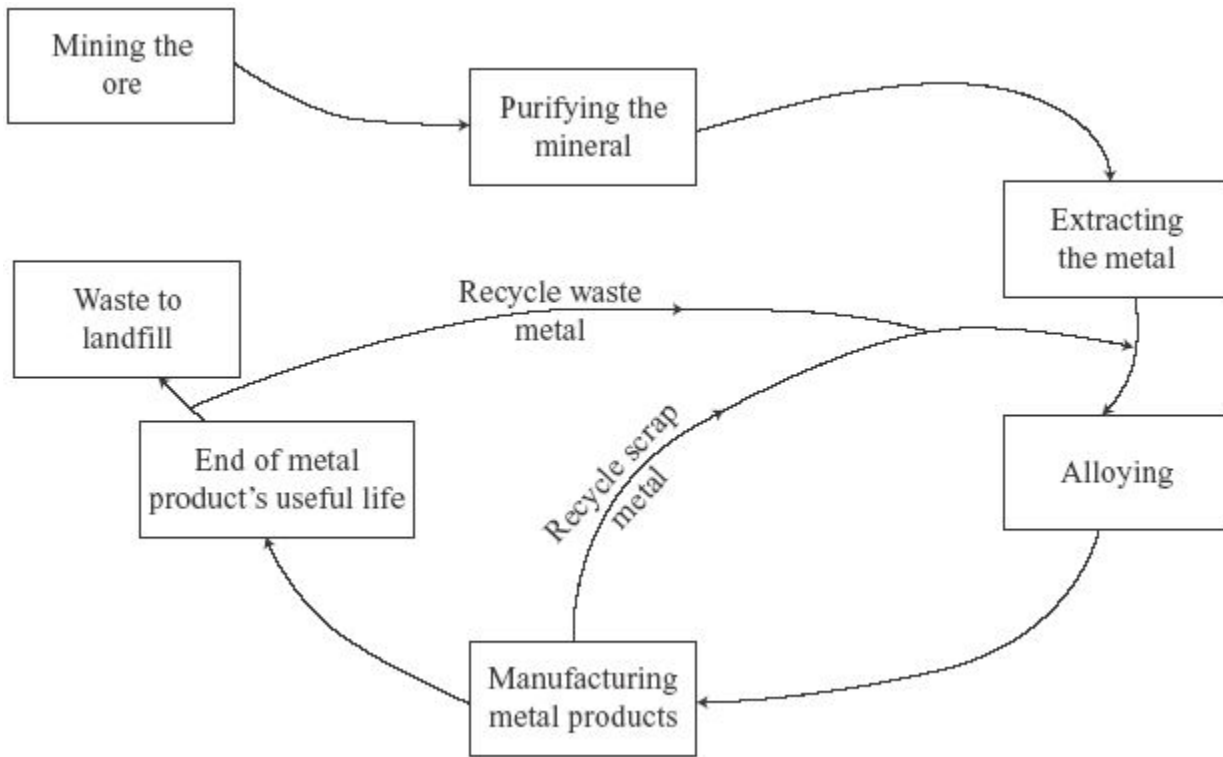 Mining the
ore
Purifying the
mineral
Extracting
the metal
Waste to
landfill
Recycle waste
metal
Recycle scrap
metal
End of metal
product’s useful life
Alloying
Manufacturing
metal products